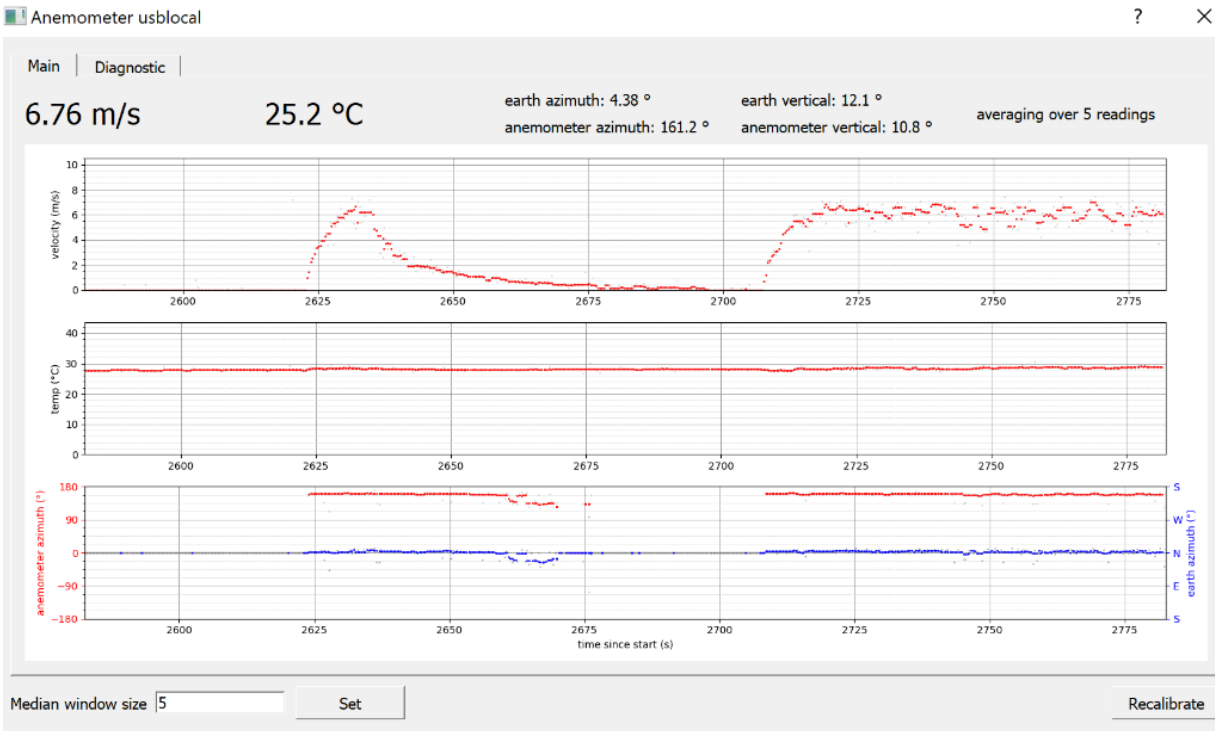 Anemometer usblocal ? ×
Main Diagnostic
6.76 m/s
25.2 °C
earth azimuth: 4.38 °
anemometer azimuth: 161.2 °
earth vertical: 12.1 °
anemometer vertical: 10.8 °
averaging over 5 readings
velocity (m/s)
10
8
6
4
2
0
2600 2625 2650 2675 2700 2725 2750 2775
temp (°C)
40
30
20
10
0
2600 2625 2650 2675 2700 2725 2750 2775
anemometer azimuth (°)
180
90
0
−90
−180
S
W
N
E
S
earth azimuth (°)
2600 2625 2650 2675 2700 2725 2750 2775
time since start (s)
Median window size 5 Set Recalibrate